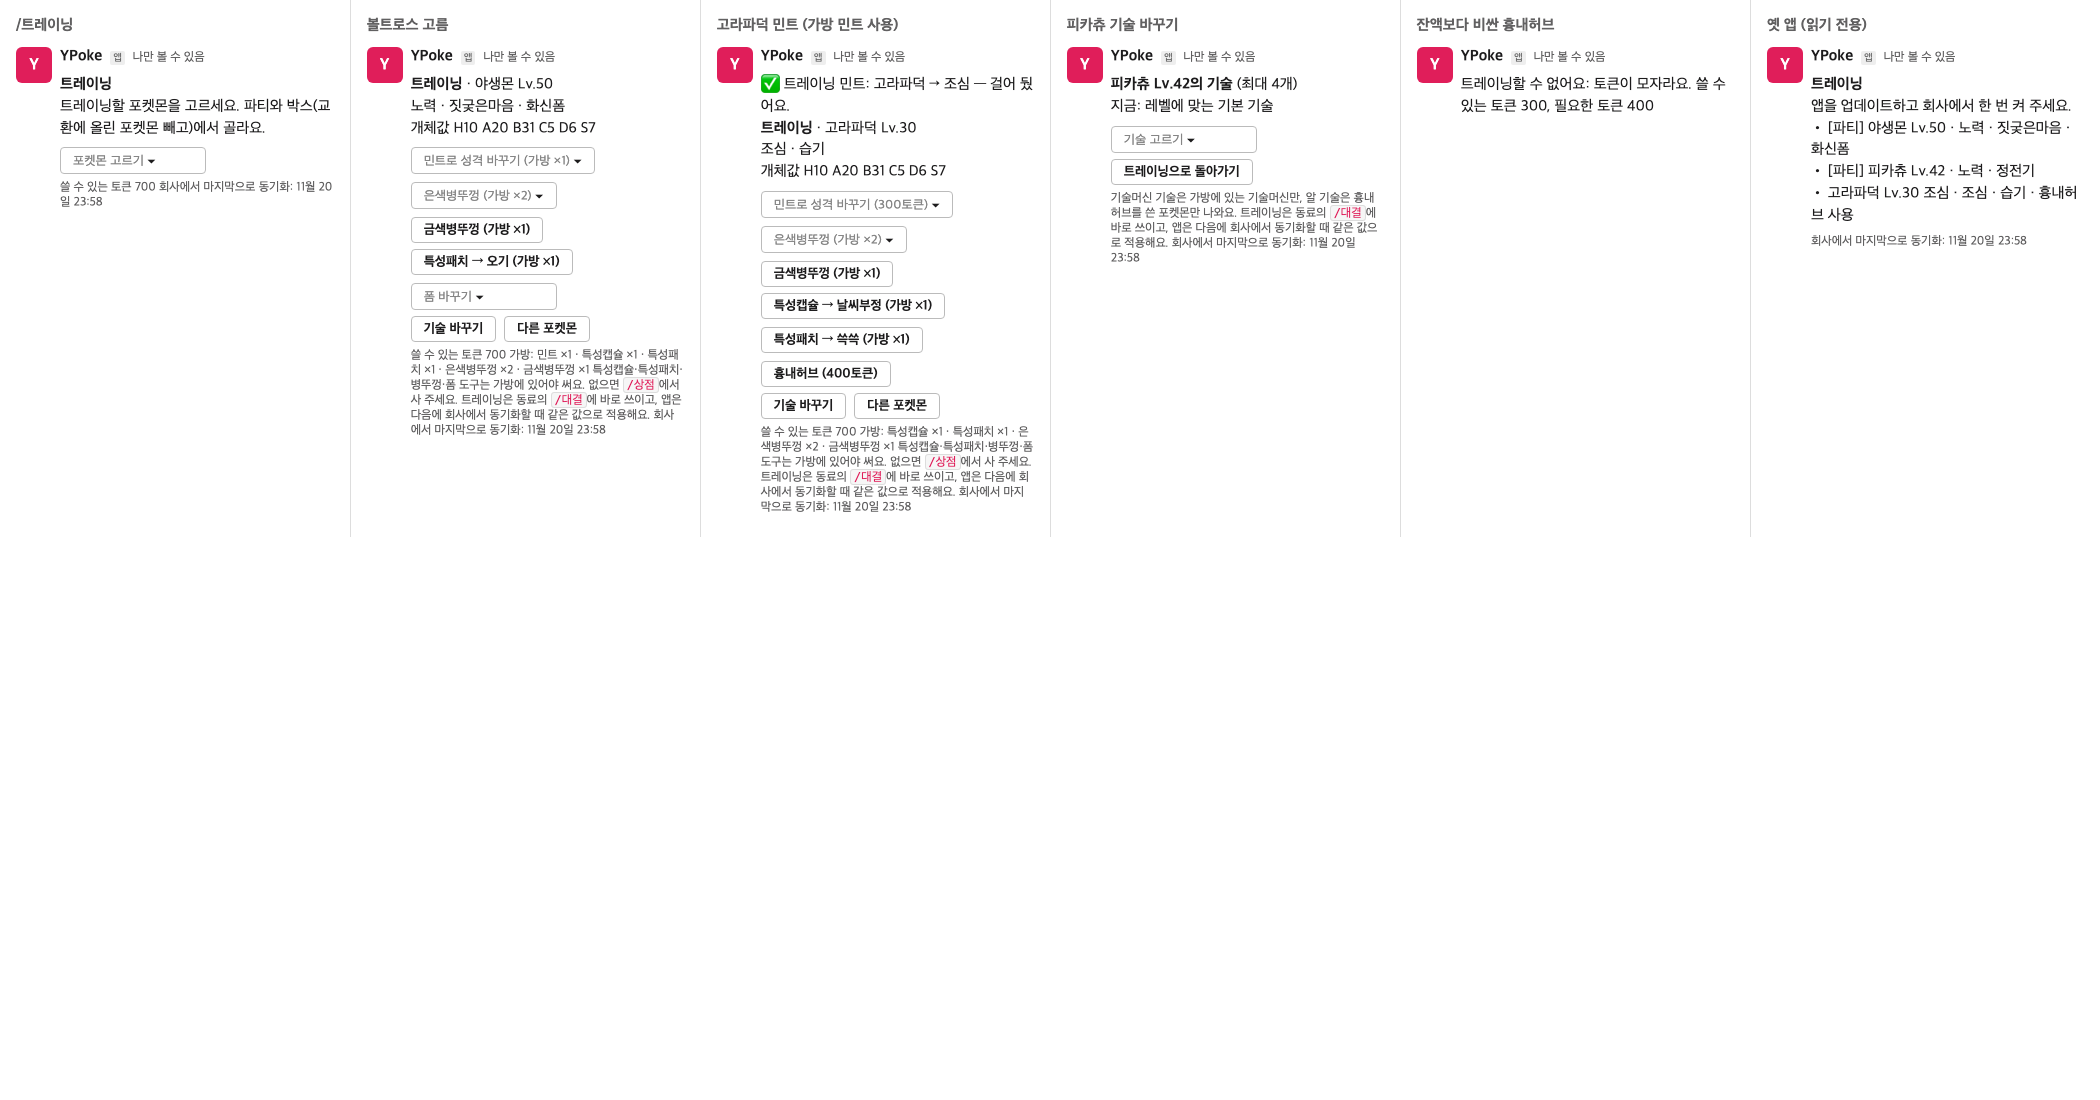 /트레이닝
Y
YPoke 앱 나만 볼 수 있음
트레이닝
트레이닝할 포켓몬을 고르세요. 파티와 박스(교
환에 올린 포켓몬 빼고)에서 골라요.
포켓몬 고르기
쓸 수 있는 토큰 700 회사에서 마지막으로 동기화: 11월 20
일 23:58
볼트로스 고름
Y
YPoke 앱 나만 볼 수 있음
트레이닝 · 야생몬 Lv.50
노력 · 짓궂은마음 · 화신폼
개체값 H10 A20 B31 C5 D6 S7
민트로 성격 바꾸기 (가방 ×1)
은색병뚜껑 (가방 ×2)
금색병뚜껑 (가방 ×1)
특성패치 → 오기 (가방 ×1)
폼 바꾸기
기술 바꾸기 다른 포켓몬
쓸 수 있는 토큰 700 가방: 민트 ×1 · 특성캡슐 ×1 · 특성패
치 ×1 · 은색병뚜껑 ×2 · 금색병뚜껑 ×1 특성캡슐·특성패치·
병뚜껑·폼 도구는 가방에 있어야 써요. 없으면 /상점 에서
사 주세요. 트레이닝은 동료의 /대결 에 바로 쓰이고, 앱은
다음에 회사에서 동기화할 때 같은 값으로 적용해요. 회사
에서 마지막으로 동기화: 11월 20일 23:58
고라파덕 민트 (가방 민트 사용)
Y
YPoke 앱 나만 볼 수 있음
✅ 트레이닝 민트: 고라파덕 → 조심 — 걸어 뒀
어요.
트레이닝 · 고라파덕 Lv.30
조심 · 습기
개체값 H10 A20 B31 C5 D6 S7
민트로 성격 바꾸기 (300토큰)
은색병뚜껑 (가방 ×2)
금색병뚜껑 (가방 ×1)
특성캡슐 → 날씨부정 (가방 ×1)
특성패치 → 쓱쓱 (가방 ×1)
흉내허브 (400토큰)
기술 바꾸기 다른 포켓몬
쓸 수 있는 토큰 700 가방: 특성캡슐 ×1 · 특성패치 ×1 · 은
색병뚜껑 ×2 · 금색병뚜껑 ×1 특성캡슐·특성패치·병뚜껑·폼
도구는 가방에 있어야 써요. 없으면 /상점 에서 사 주세요.
트레이닝은 동료의 /대결 에 바로 쓰이고, 앱은 다음에 회
사에서 동기화할 때 같은 값으로 적용해요. 회사에서 마지
막으로 동기화: 11월 20일 23:58
피카츄 기술 바꾸기
Y
YPoke 앱 나만 볼 수 있음
피카츄 Lv.42의 기술 (최대 4개)
지금: 레벨에 맞는 기본 기술
기술 고르기
트레이닝으로 돌아가기
기술머신 기술은 가방에 있는 기술머신만, 알 기술은 흉내
허브를 쓴 포켓몬만 나와요. 트레이닝은 동료의 /대결 에
바로 쓰이고, 앱은 다음에 회사에서 동기화할 때 같은 값으
로 적용해요. 회사에서 마지막으로 동기화: 11월 20일
23:58
잔액보다 비싼 흉내허브
Y
YPoke 앱 나만 볼 수 있음
트레이닝할 수 없어요: 토큰이 모자라요. 쓸 수
있는 토큰 300, 필요한 토큰 400
옛 앱 (읽기 전용)
Y
YPoke 앱 나만 볼 수 있음
트레이닝
앱을 업데이트하고 회사에서 한 번 켜 주세요.
• [파티] 야생몬 Lv.50 · 노력 · 짓궂은마음 ·
화신폼
• [파티] 피카츄 Lv.42 · 노력 · 정전기
• 고라파덕 Lv.30 조심 · 조심 · 습기 · 흉내허
브 사용
회사에서 마지막으로 동기화: 11월 20일 23:58